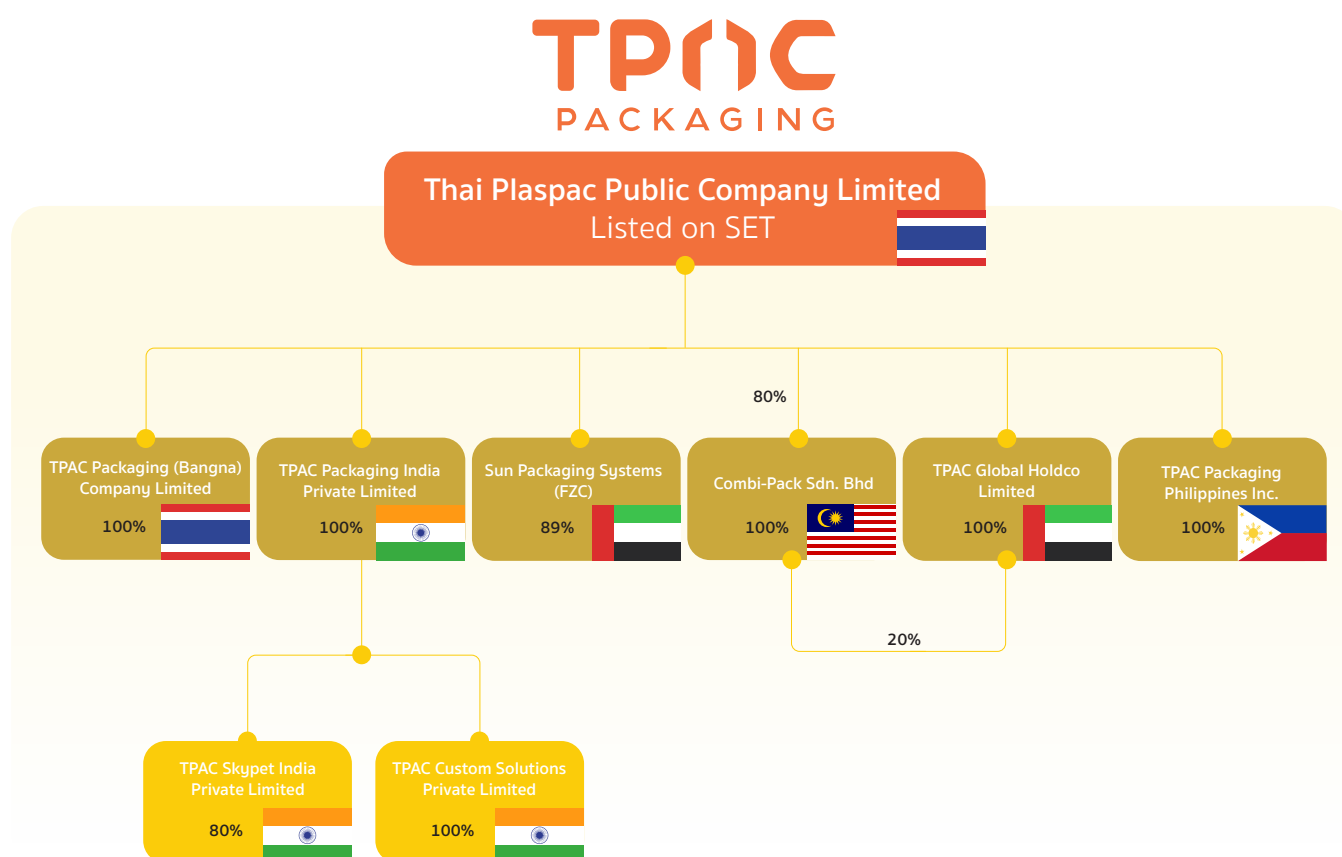 TPAC
PACKAGING
Thai Plaspac Public Company Limited
Listed on SET
80%
TPAC Packaging (Bangna)
Company Limited
100%
TPAC Packaging India
Private Limited
100%
Sun Packaging Systems
(FZC)
89%
Combi-Pack Sdn. Bhd
100%
TPAC Global Holdco
Limited
100%
TPAC Packaging
Philippines Inc.
100%
20%
TPAC Skypet India
Private Limited
80%
TPAC Custom Solutions
Private Limited
100%